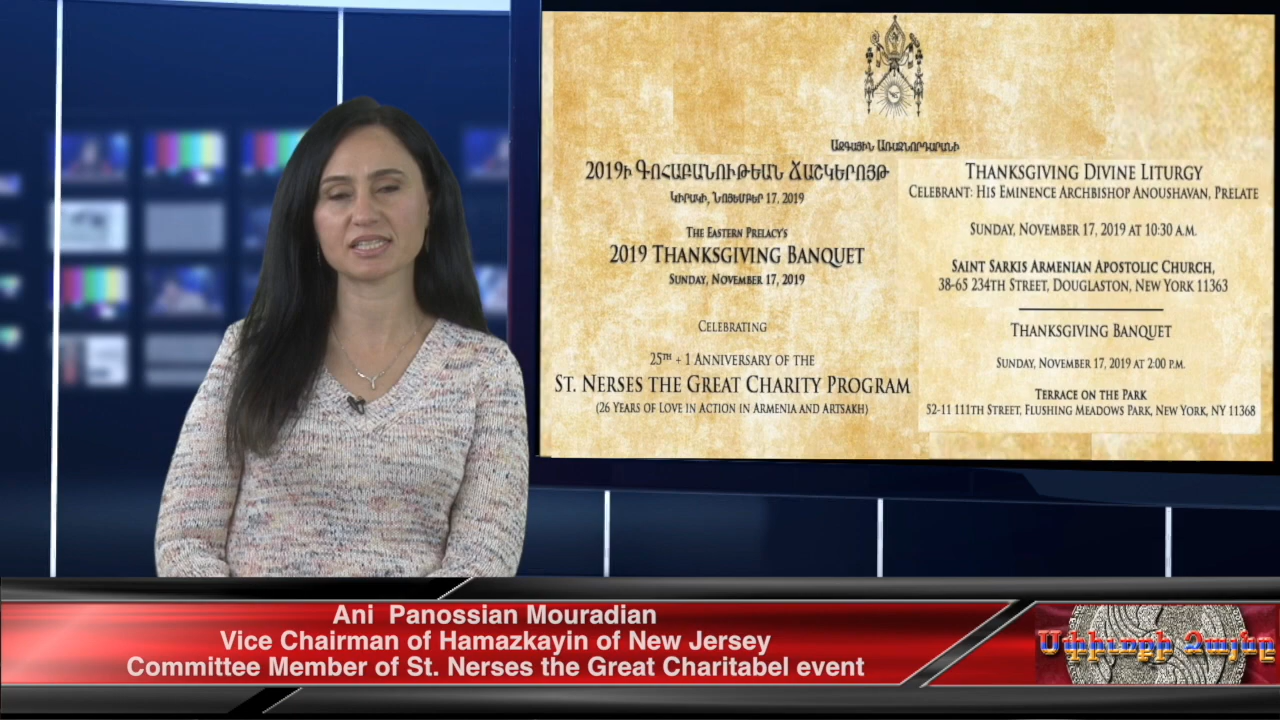 Ազգային Առաջնորդարանի
2019ի Գոհաբանութեան Ճաշկերոյթ
Կիրակի, Նոյեմբեր 17, 2019
The Eastern Prelacy's
2019 Thanksgiving Banquet
Sunday, November 17, 2019
Celebrating
25TH + 1 Anniversary of the
St. Nerses the Great Charity Program
(26 Years of Love in Action in Armenia and Artsakh)
Thanksgiving Divine Liturgy
Celebrant: His Eminence Archbishop Anoushavan, Prelate
Sunday, November 17, 2019 at 10:30 a.m.
Saint Sarkis Armenian Apostolic Church,
38-65 234th Street, Douglaston, New York 11363
Thanksgiving Banquet
Sunday, November 17, 2019 at 2:00 p.m.
Terrace on the Park
52-11 111th Street, Flushing Meadows Park, New York, NY 11368
Ani Panossian Mouradian
Vice Chairman of Hamazkayin of New Jersey
Committee Member of St. Nerses the Great Charitabel event
Սփիւռքի Ձայնը